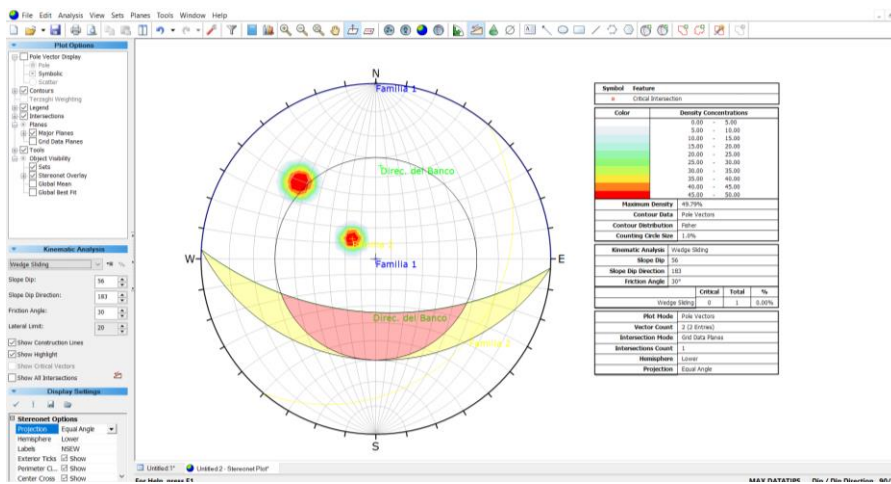 File Edit Analysis View Sets Planes Tools Window Help
Plot Options
Pole Vector Display
Pole
Symbolic
Scatter
Contours
Terzaghi Weighting
Legend
Intersections
Planes
Major Planes
Grid Data Planes
Tools
Object Visibility
Sets
Stereonet Overlay
Global Mean
Global Best Fit
Kinematic Analysis
Wedge Sliding
Slope Dip: 56
Slope Dip Direction: 183
Friction Angle: 30
Lateral Limit: 20
Show Construction Lines
Show Highlight
Show Critical Vectors
Show All Intersections
Display Settings
Stereonet Options
Projection Equal Angle
Hemisphere Lower
Labels NSEW
Exterior Ticks Show
Perimeter Ci... Show
Center Cross Show
N
Familia 1
Direc. del Banco
W
E
Familia 1
Direc. del Banco
Familia 2
S
Symbol Feature
Critical Intersection
Color Density Concentrations
0.00 - 5.00
5.00 - 10.00
10.00 - 15.00
15.00 - 20.00
20.00 - 25.00
25.00 - 30.00
30.00 - 35.00
35.00 - 40.00
40.00 - 45.00
45.00 - 50.00
Maximum Density 49.79%
Contour Data Pole Vectors
Contour Distribution Fisher
Counting Circle Size 1.0%
Kinematic Analysis Wedge Sliding
Slope Dip 56
Slope Dip Direction 183
Friction Angle 30°
Critical Total %
Wedge Sliding 0 1 0.00%
Plot Mode Pole Vectors
Vector Count 2 (2 Entries)
Intersection Mode Grid Data Planes
Intersections Count 1
Hemisphere Lower
Projection Equal Angle
Untitled 1*
Untitled 2 - Stereonet Plot*
For Help, press F1
MAX DATATIPS Dip / Dip Direction